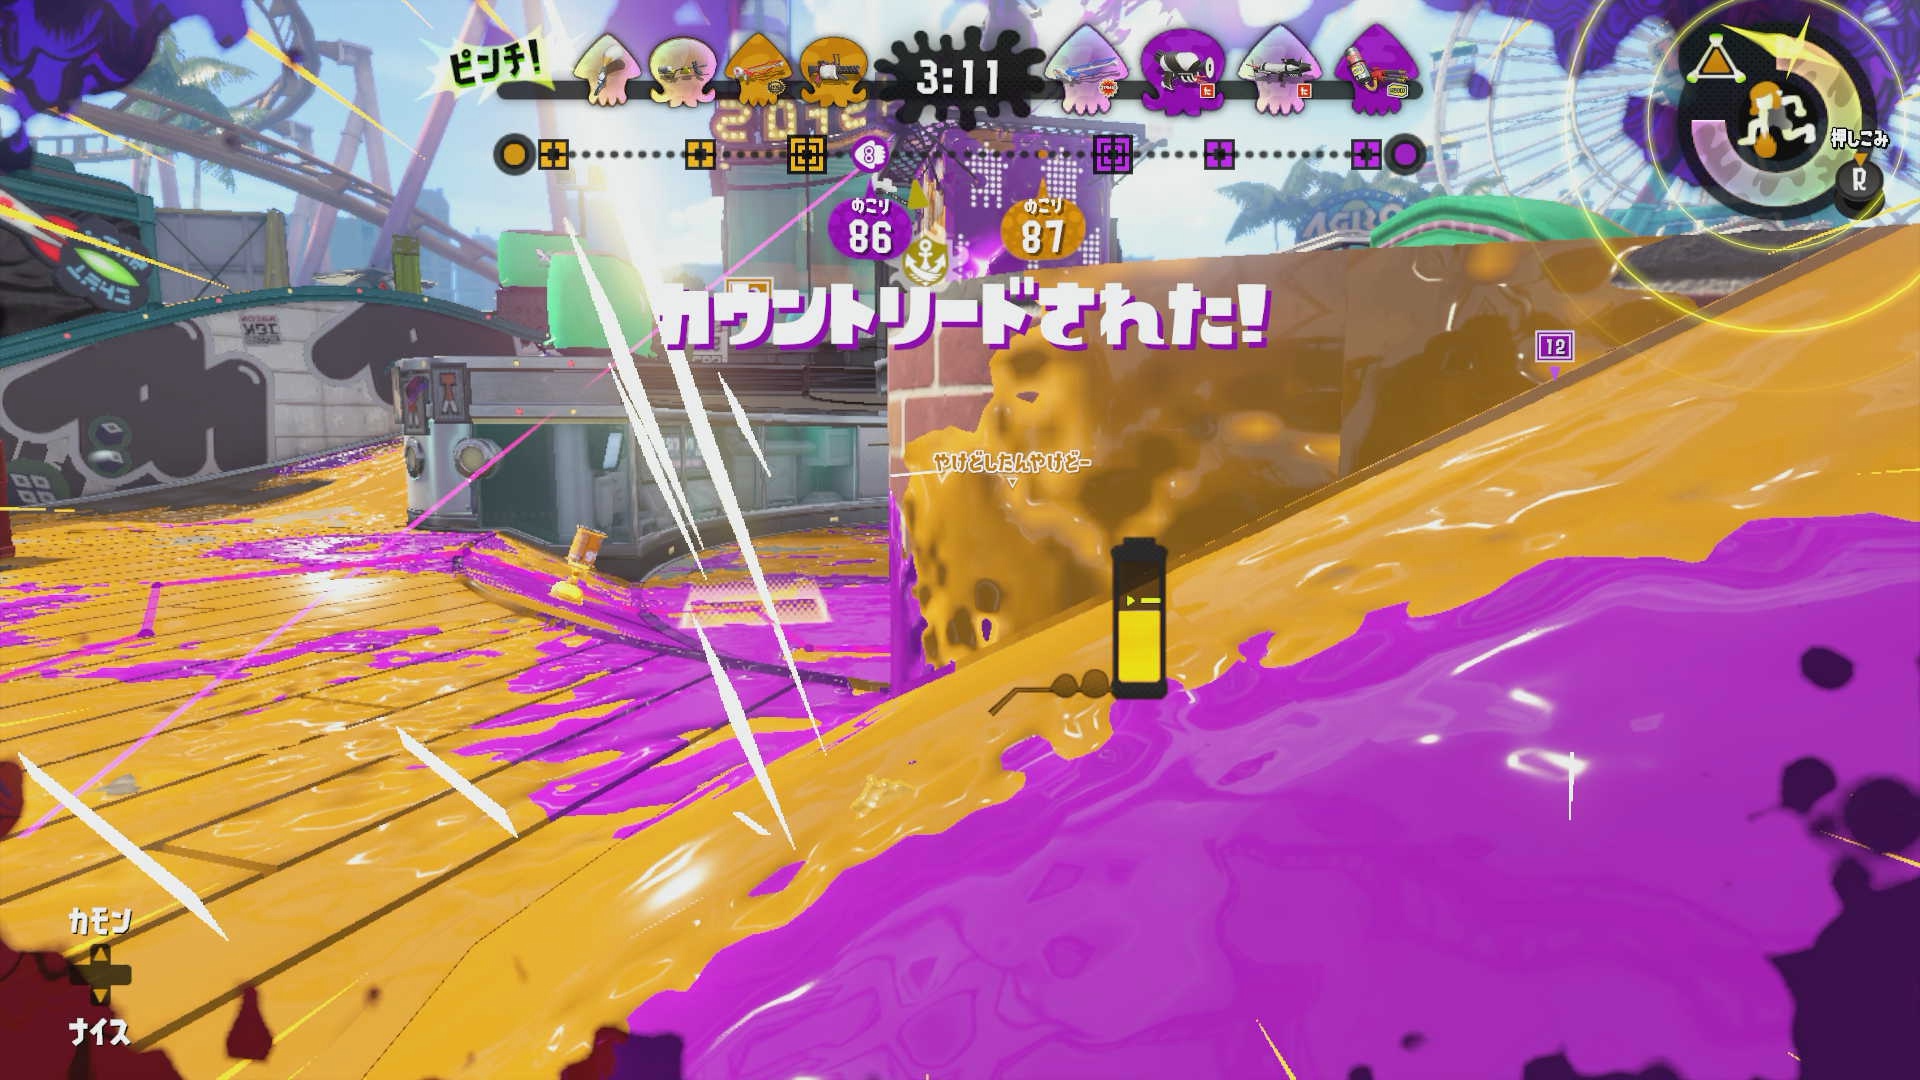 ピンチ!
3:11
8
押しこみ
R
のこり
86
のこり
87
カウントリードされた!
12
やけどしたんやけどー
カモン
ナイス